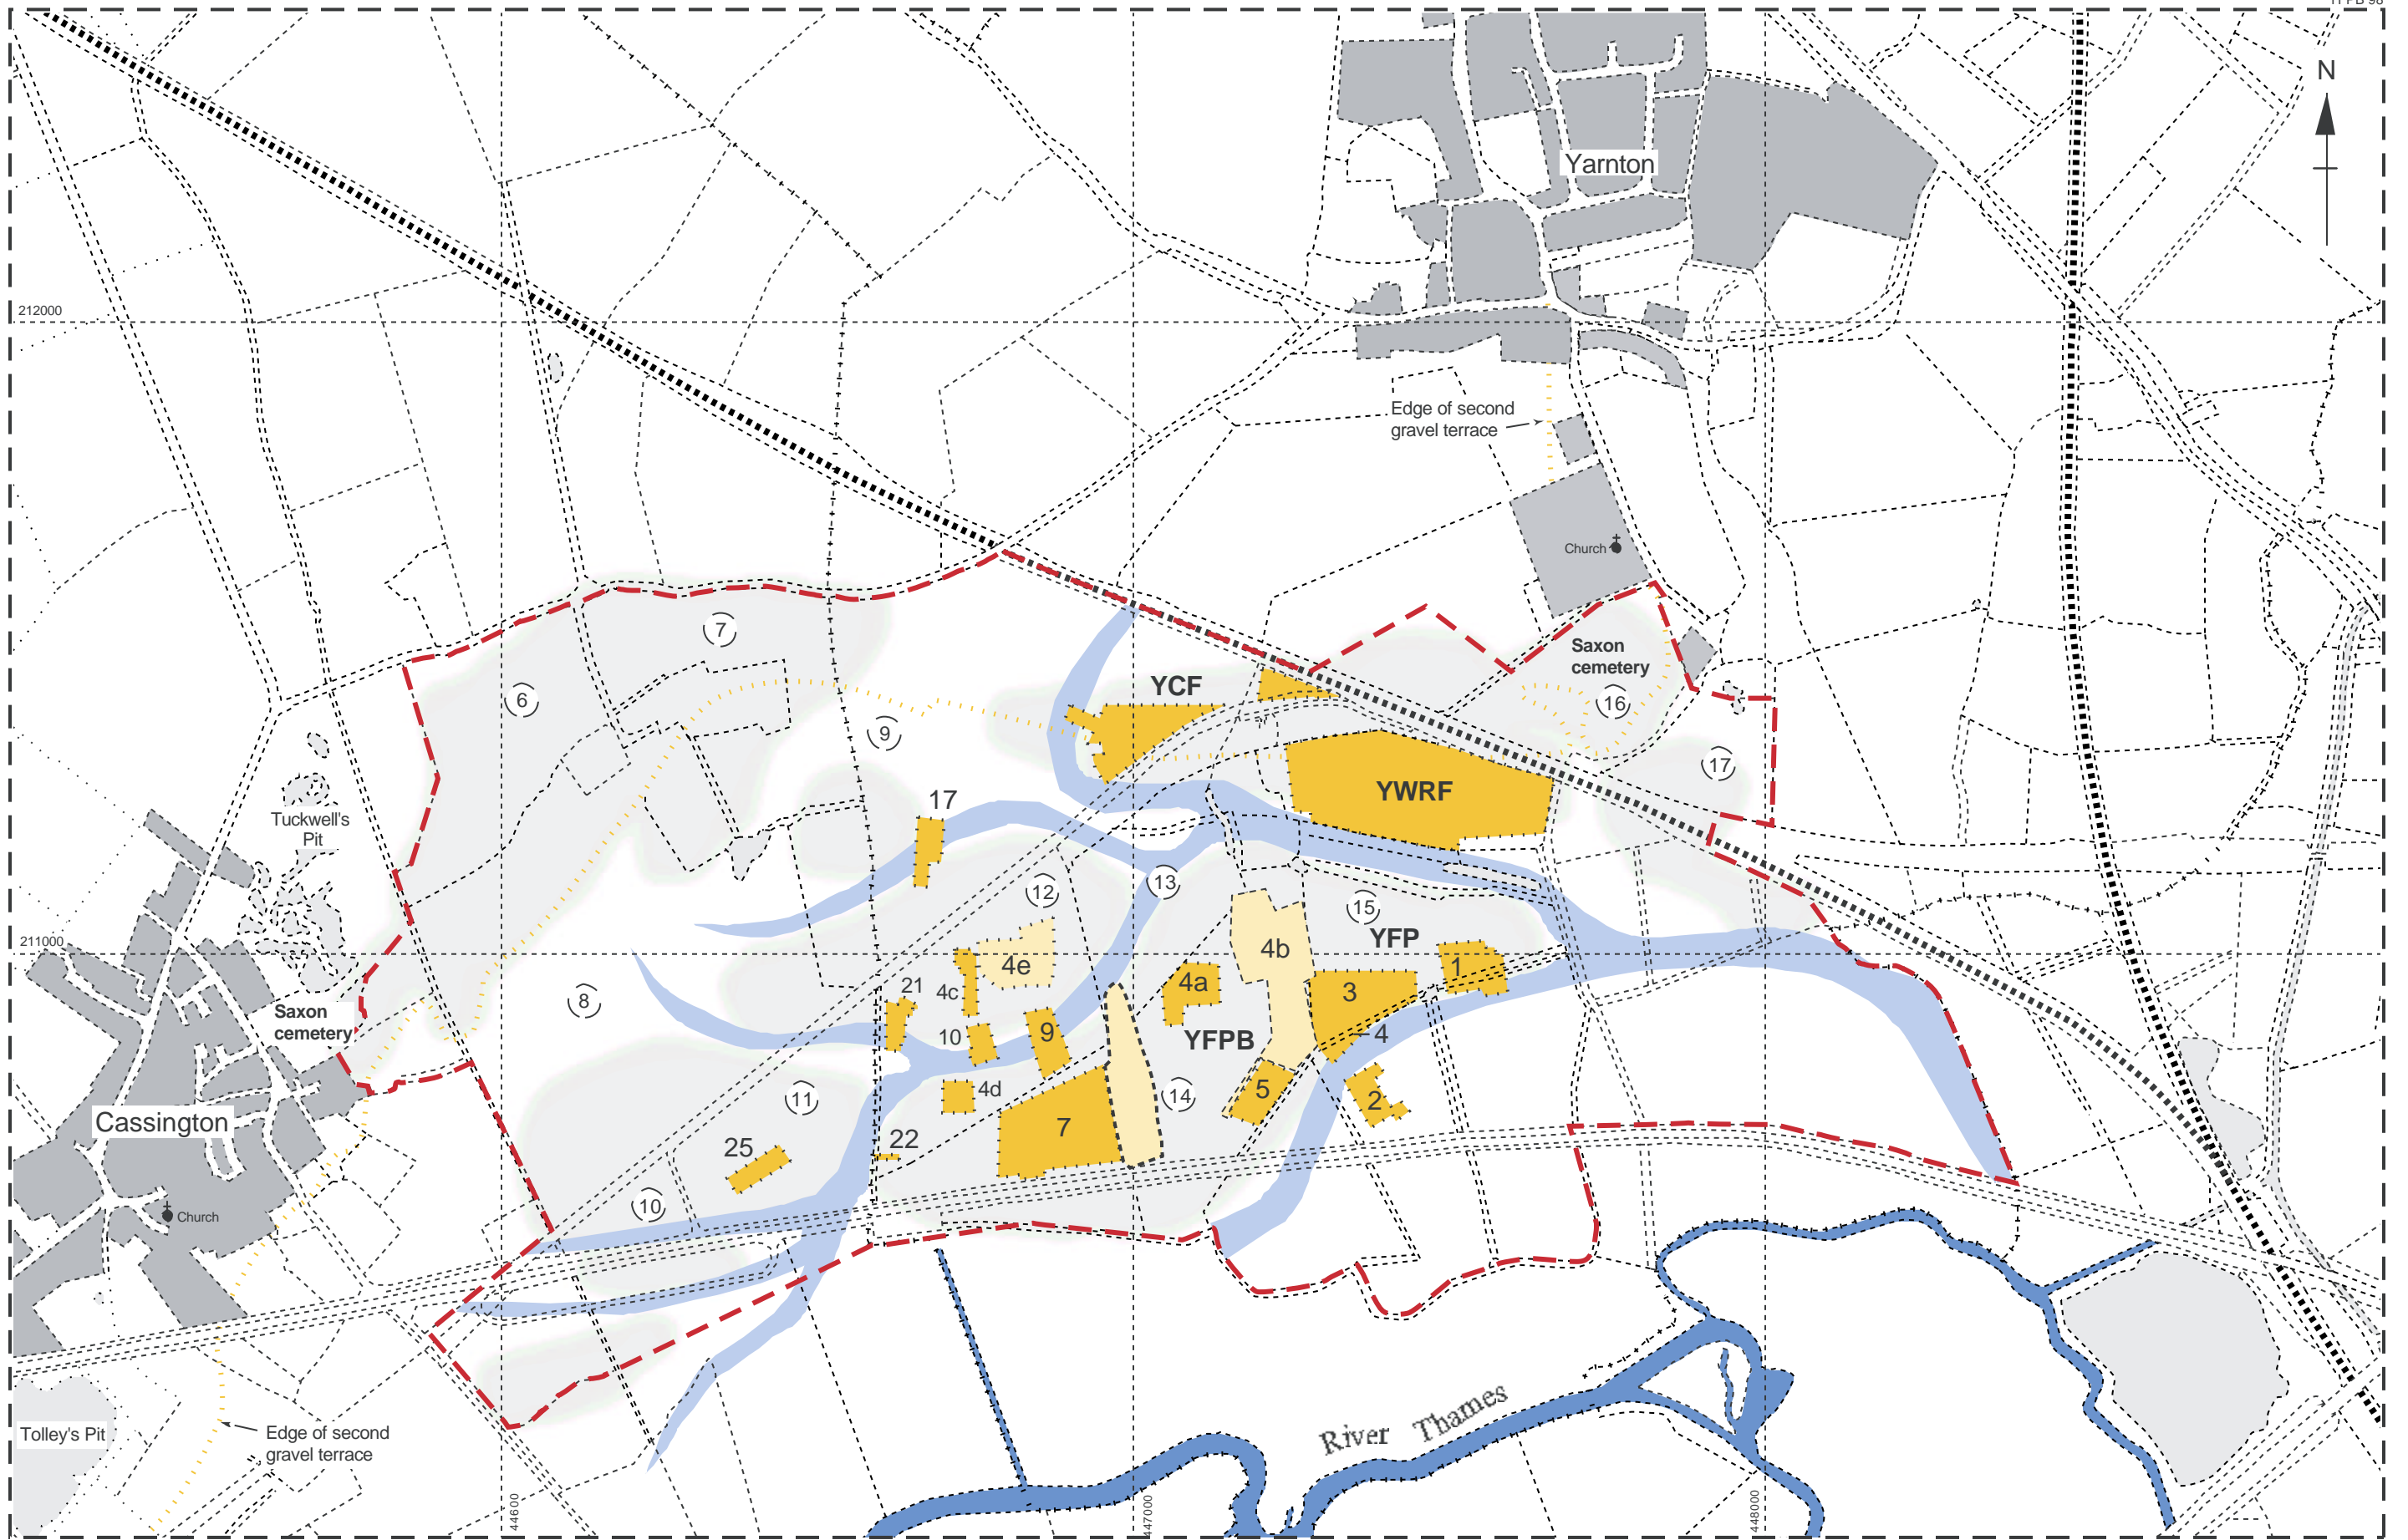 N
Yarnton
212000
Edge of second
gravel terrace
Church
7
Saxon
cemetery
6
YCF
16
9
17
YWRF
17
Tuckwell's
Pit
12
13
15
YFP
211000
4b
4e
1
21
4c
4a
3
8
Saxon
cemetery
10
9
YFPB
4
4d
5
2
11
14
Cassington
7
22
25
10
Church
River Thames
Tolley's Pit
Edge of second
gravel terrace
44600
447000
448000